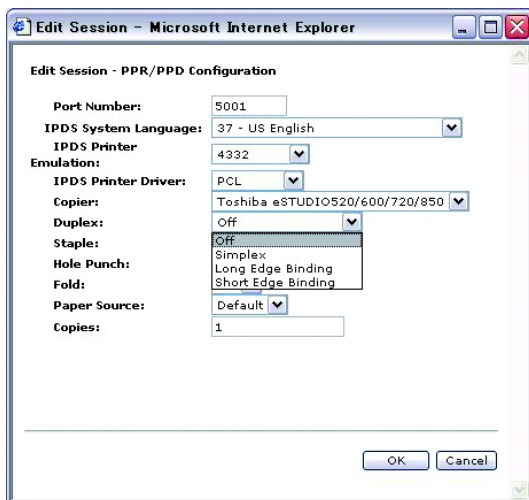 Edit Session - Microsoft Internet Explorer
Edit Session - PPR/PPD Configuration
Port Number: 5001
IPDS System Language: 37 - US English
IPDS Printer
Emulation: 4332
IPDS Printer Driver: PCL
Copier: Toshiba eSTUDIO520/600/720/850
Duplex: Off
Staple: Off
Simplex
Hole Punch: Long Edge Binding
Fold: Short Edge Binding
Paper Source: Default
Copies: 1
OK Cancel